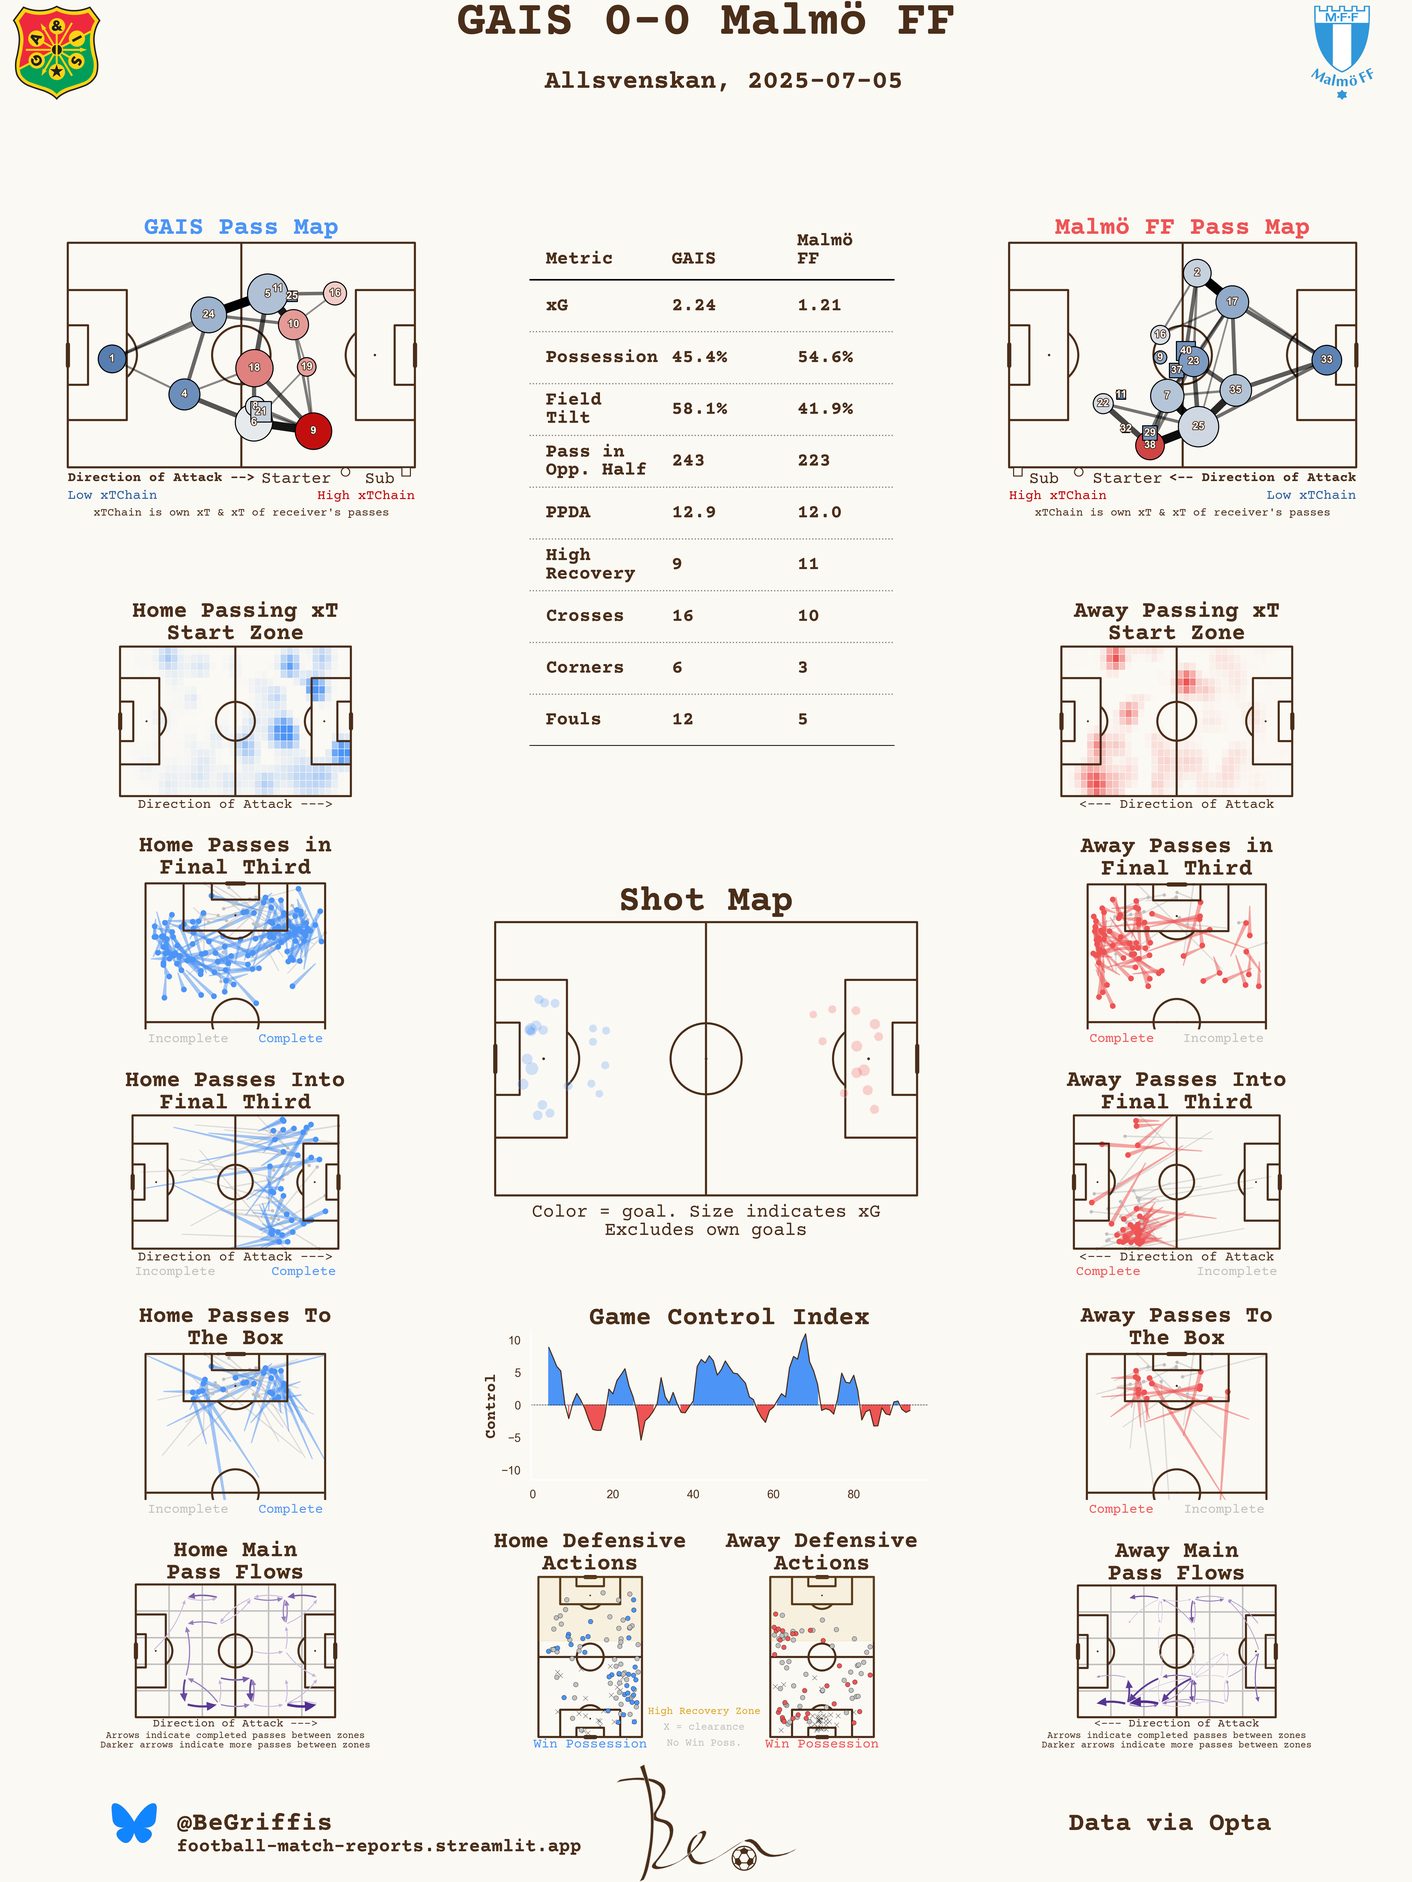 GAIS 0-0 Malmö FF
Allsvenskan, 2025-07-05
GAIS
M·F·F
Malmö FF
GAIS Pass Map
1
24
4
5
11
25
16
10
18
19
8
21
6
9
Direction of Attack --> Starter Sub
Low xTChain High xTChain
xTChain is own xT & xT of receiver's passes
Metric GAIS Malmö FF
xG 2.24 1.21
Possession 45.4% 54.6%
Field Tilt 58.1% 41.9%
Pass in Opp. Half 243 223
PPDA 12.9 12.0
High Recovery 9 11
Crosses 16 10
Corners 6 3
Fouls 12 5
Malmö FF Pass Map
2
17
16
9
40
23
37
33
7
35
22
11
32
29
38
25
Sub Starter <-- Direction of Attack
High xTChain Low xTChain
xTChain is own xT & xT of receiver's passes
Home Passing xT
Start Zone
Direction of Attack --->
Away Passing xT
Start Zone
<--- Direction of Attack
Home Passes in
Final Third
Incomplete Complete
Away Passes in
Final Third
Complete Incomplete
Shot Map
Color = goal. Size indicates xG
Excludes own goals
Home Passes Into
Final Third
Direction of Attack --->
Incomplete Complete
Away Passes Into
Final Third
<--- Direction of Attack
Complete Incomplete
Home Passes To
The Box
Incomplete Complete
Game Control Index
Control
10
5
0
−5
−10
0 20 40 60 80
Away Passes To
The Box
Complete Incomplete
Home Main
Pass Flows
Direction of Attack --->
Arrows indicate completed passes between zones
Darker arrows indicate more passes between zones
Home Defensive
Actions
Win Possession
High Recovery Zone
X = clearance
No Win Poss.
Away Defensive
Actions
Win Possession
Away Main
Pass Flows
<--- Direction of Attack
Arrows indicate completed passes between zones
Darker arrows indicate more passes between zones
@BeGriffis
football-match-reports.streamlit.app
Ben
Data via Opta